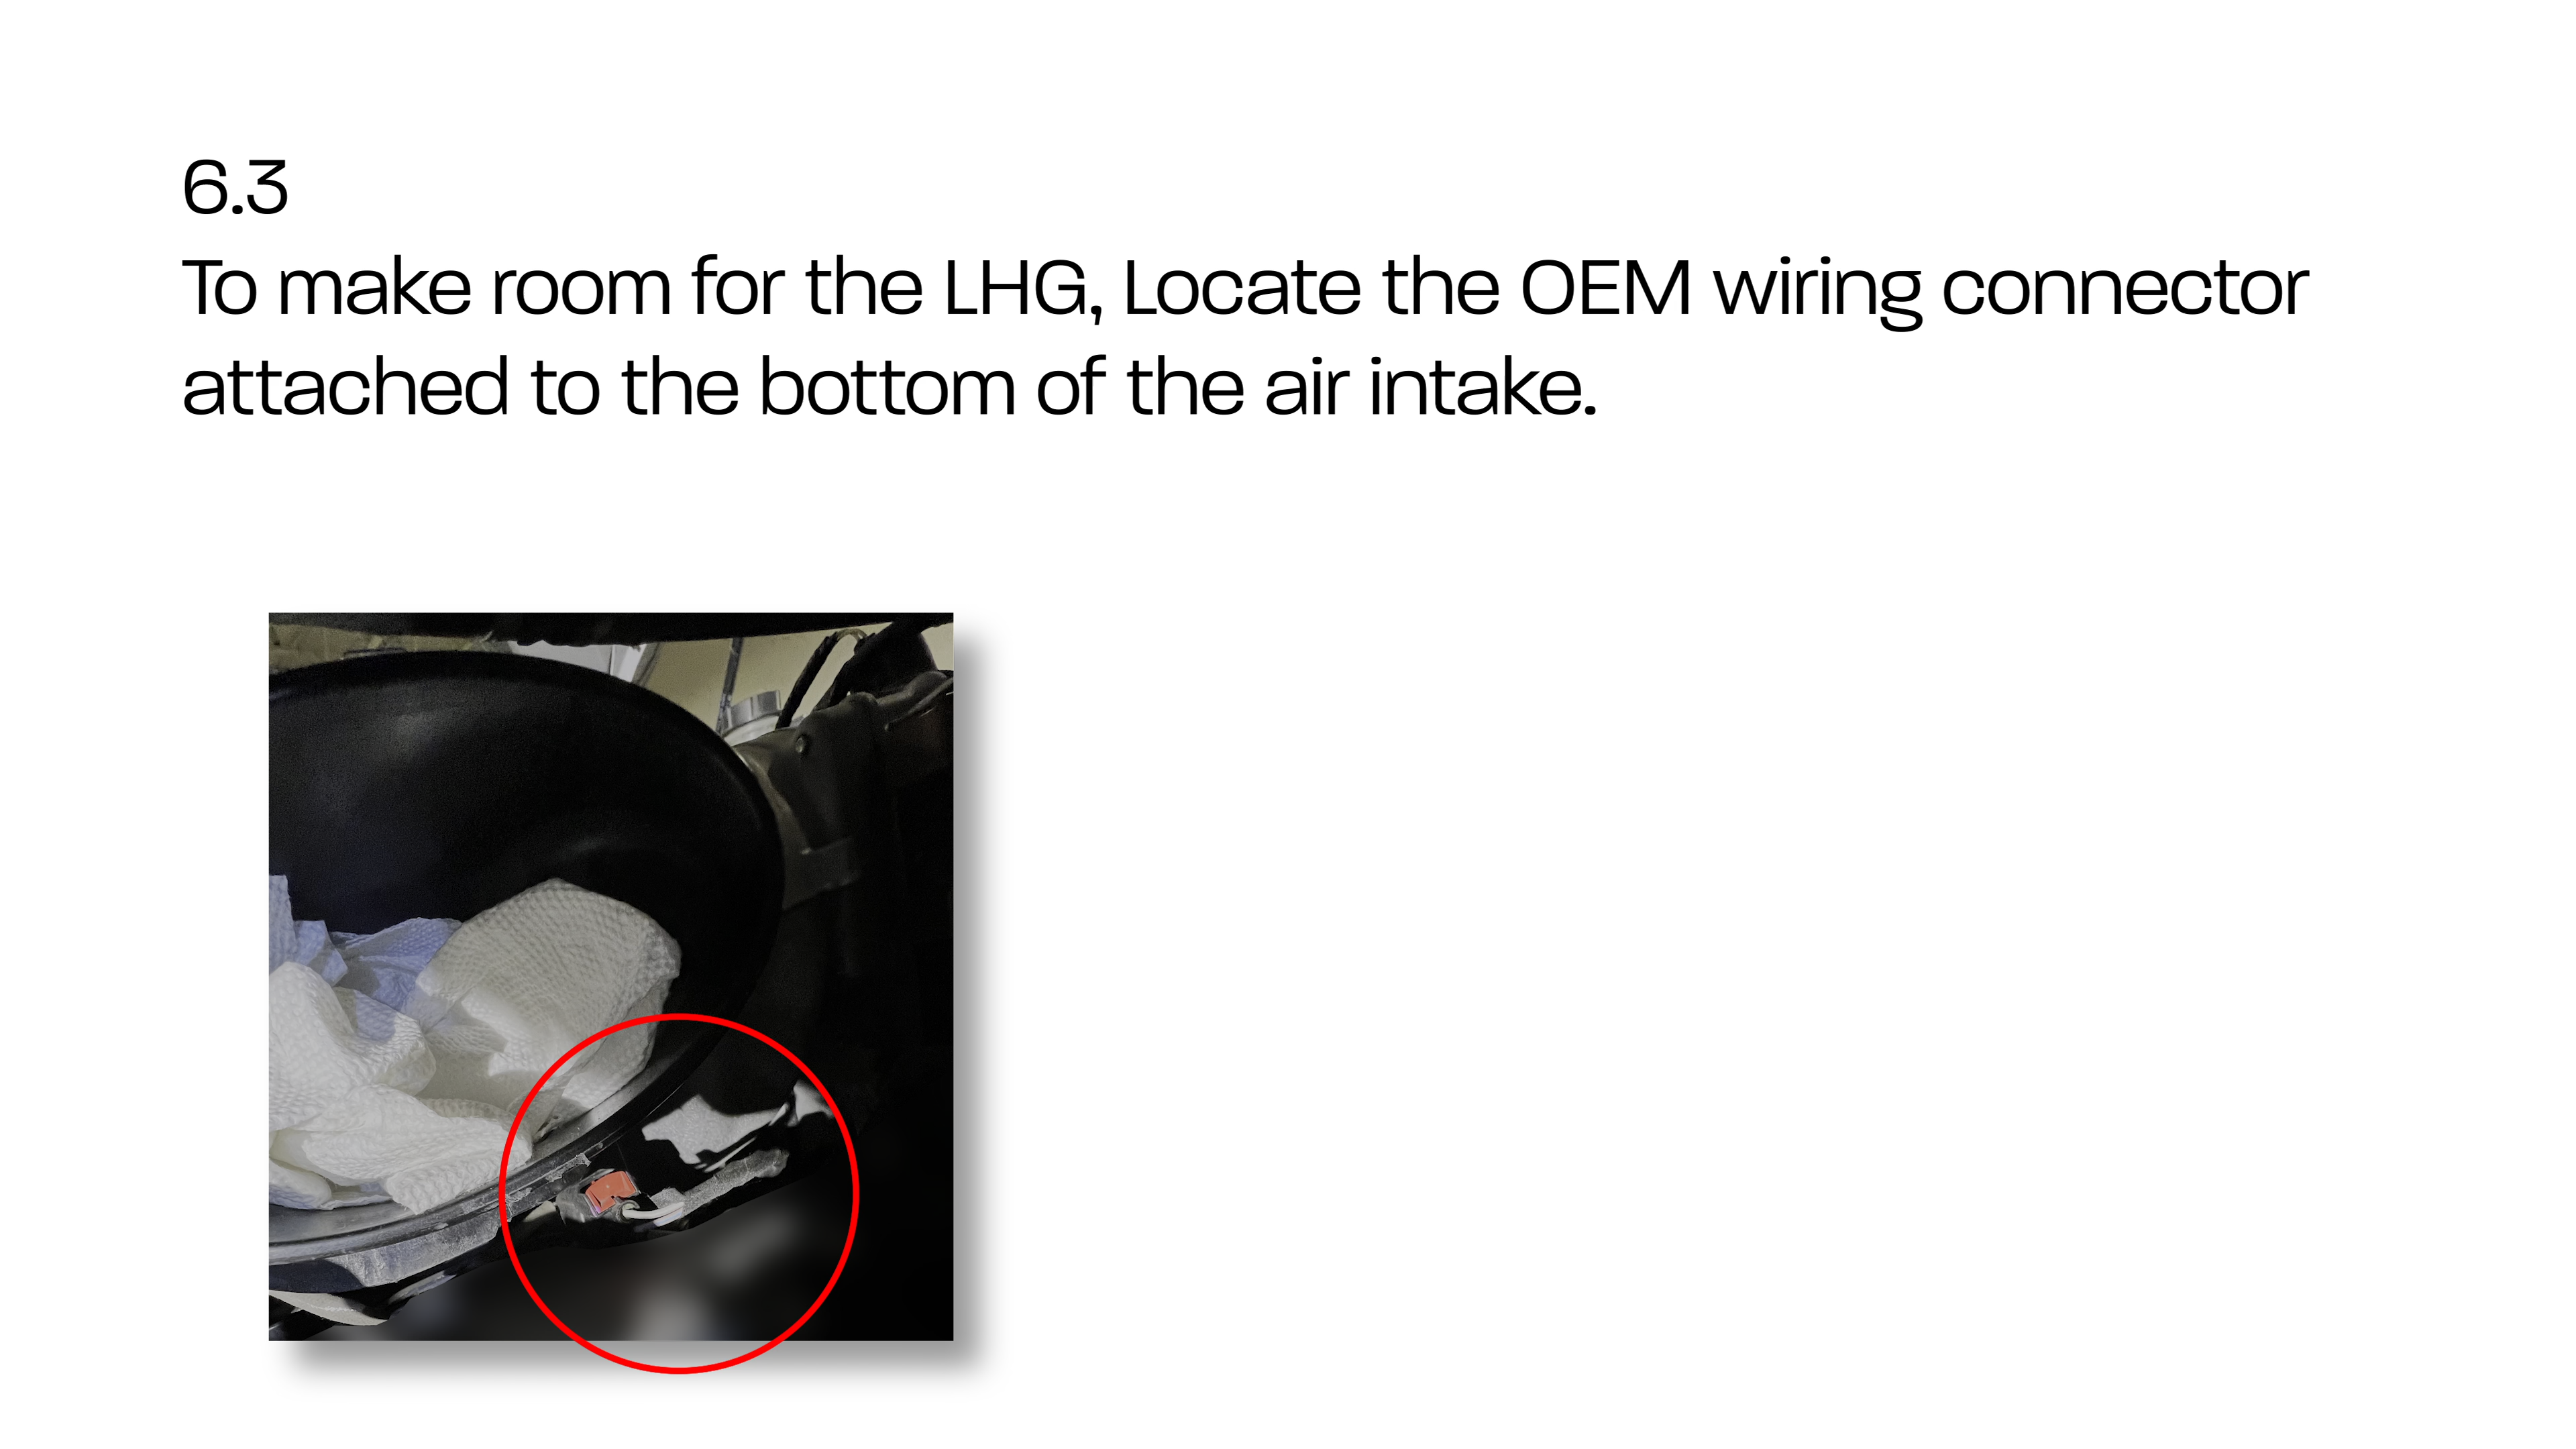 6.3
To make room for the LHG, Locate the OEM wiring connector
attached to the bottom of the air intake.